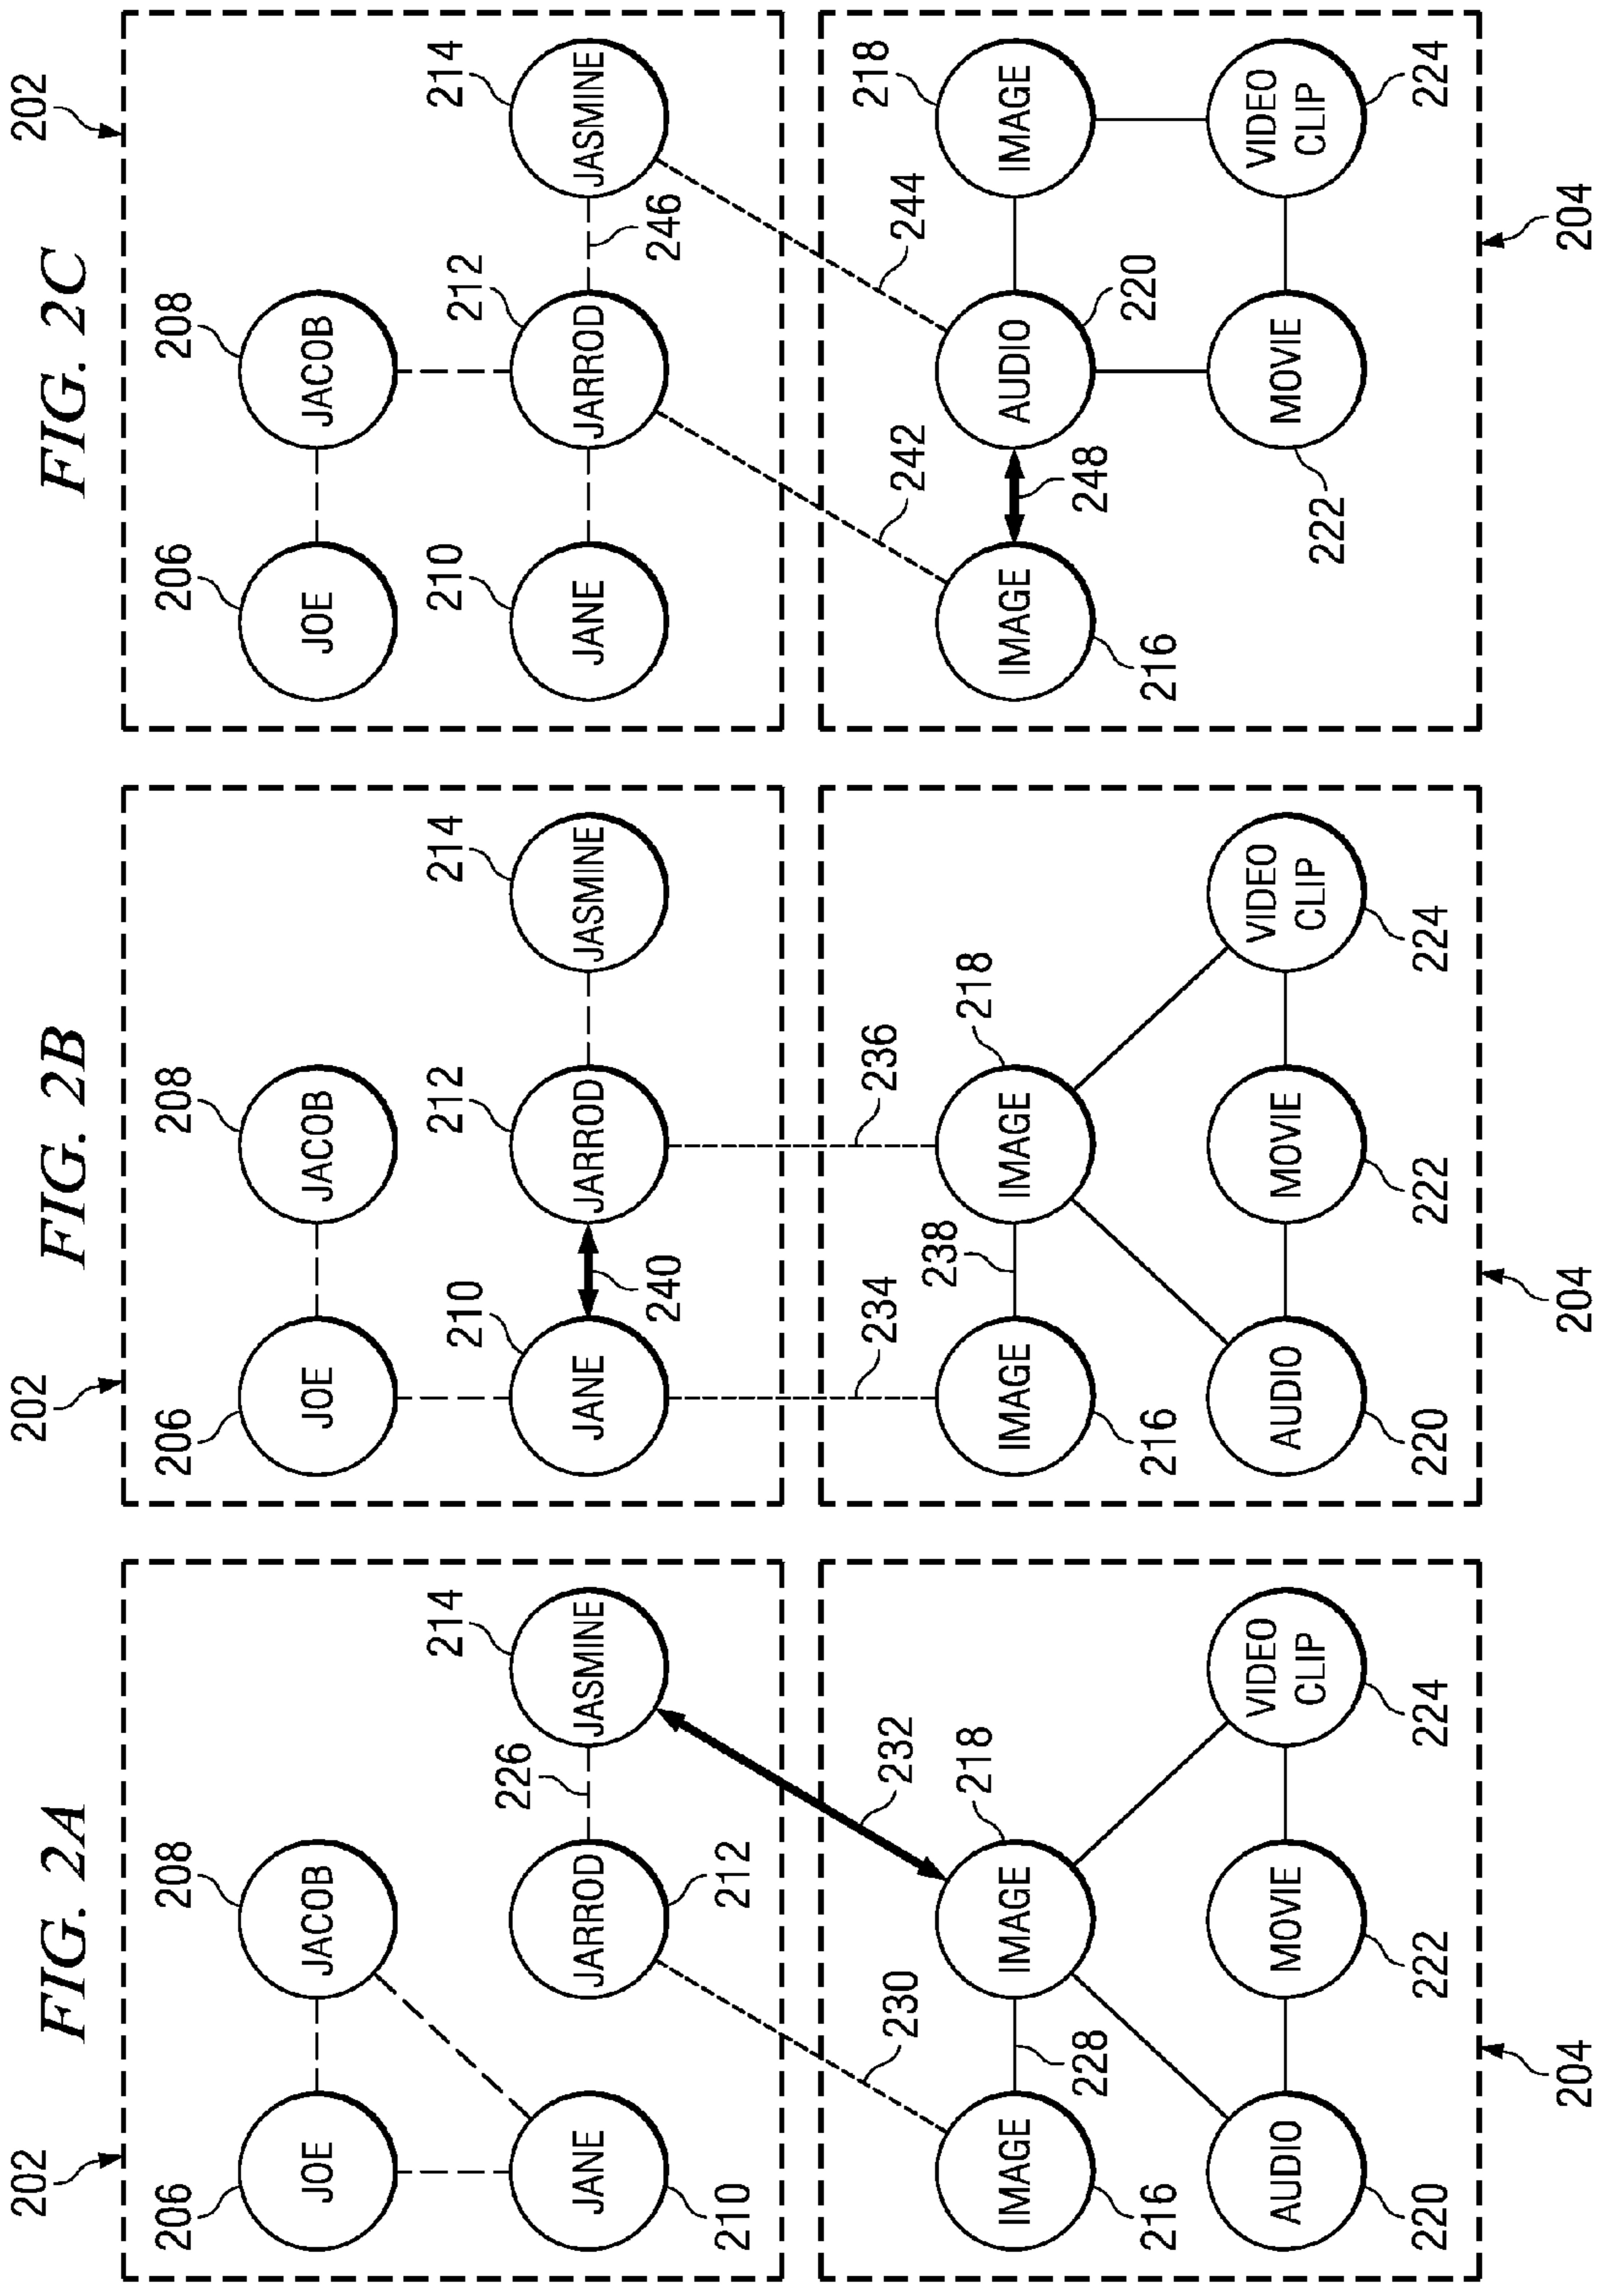 FIG. 2A
202
206
JOE
208
JACOB
210
JANE
212
JARROD
226
214
JASMINE
230
232
216
IMAGE
228
218
IMAGE
220
AUDIO
222
MOVIE
224
VIDEO
CLIP
204
FIG. 2B
202
206
JOE
208
JACOB
210
JANE
240
212
JARROD
214
JASMINE
234
236
216
IMAGE
238
218
IMAGE
220
AUDIO
222
MOVIE
224
VIDEO
CLIP
204
FIG. 2C
202
206
JOE
208
JACOB
210
JANE
212
JARROD
246
214
JASMINE
242
244
216
IMAGE
248
220
AUDIO
218
IMAGE
222
MOVIE
224
VIDEO
CLIP
204